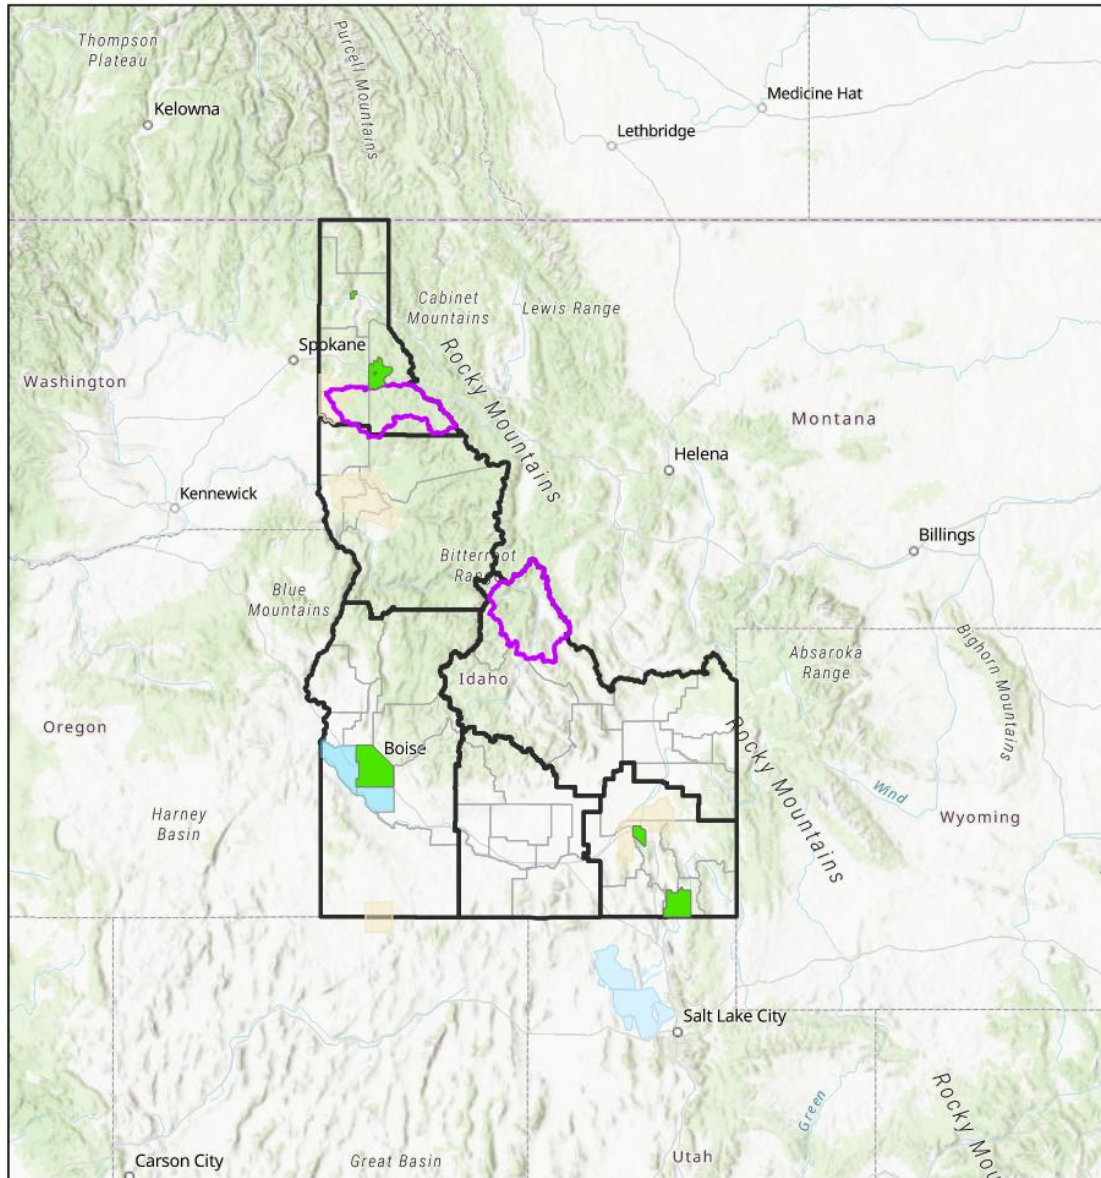 Thompson
Plateau
Purcell Mountains
Kelowna
Medicine Hat
Lethbridge
Cabinet
Mountains
Lewis Range
Spokane
Washington
Rocky Mountains
Montana
Helena
Kennewick
Billings
Bitterroot
Range
Blue
Mountains
Absaroka
Range
Bighorn Mountains
Idaho
Oregon
Boise
Rocky Mountains
Wind
Harney
Basin
Wyoming
Salt Lake City
Green
Rocky Mou
Carson City
Great Basin
Utah